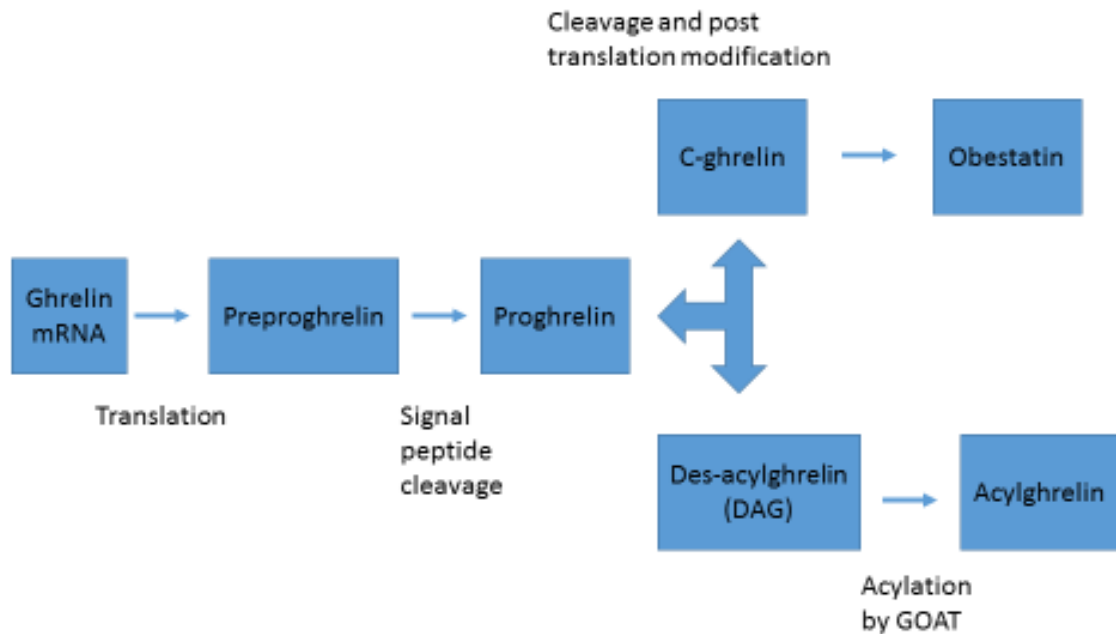 Cleavage and post
translation modification
C-ghrelin
Obestatin
Ghrelin
mRNA
Preproghrelin
Proghrelin
Translation
Signal
peptide
cleavage
Des-acylghrelin
(DAG)
Acylghrelin
Acylation
by GOAT